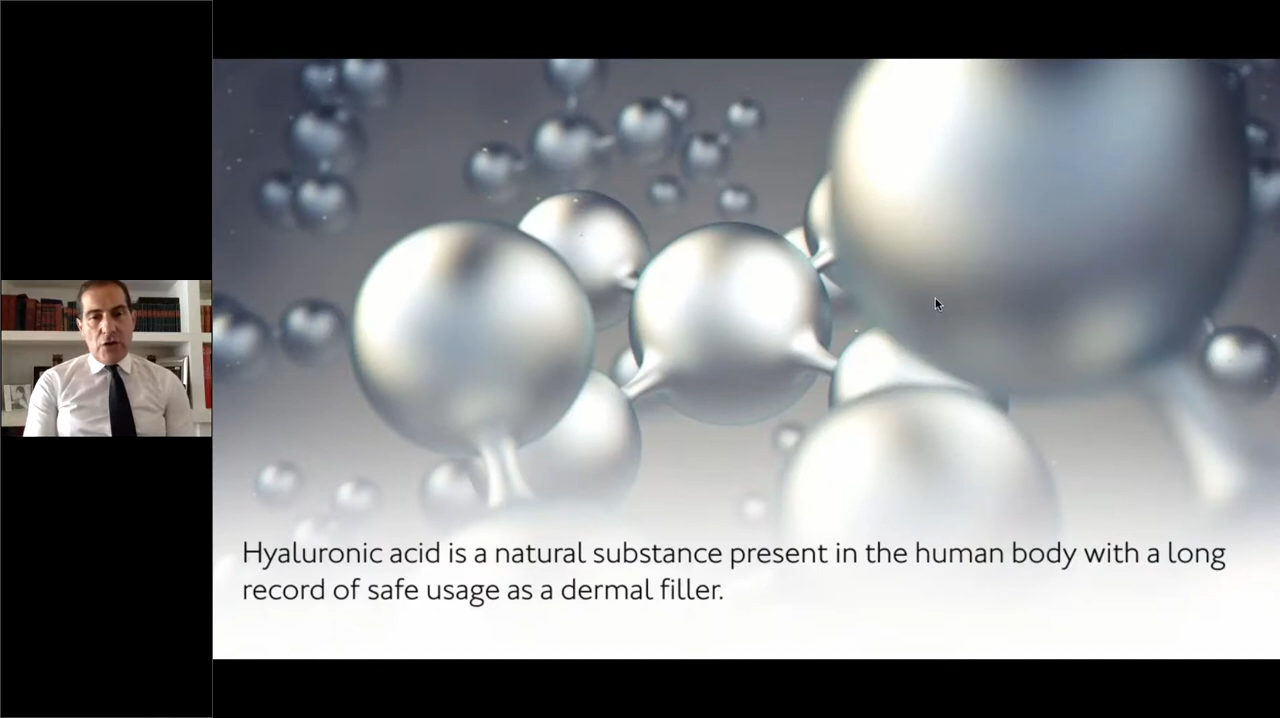 Hyaluronic acid is a natural substance present in the human body with a long
record of safe usage as a dermal filler.